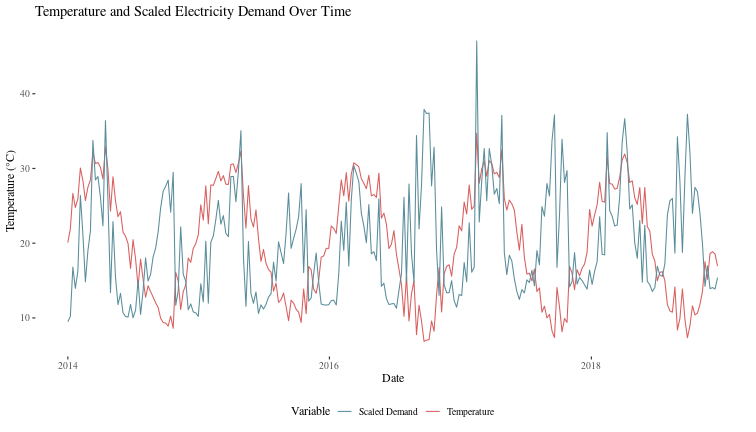 Temperature and Scaled Electricity Demand Over Time
Temperature (°C)
40
30
20
10
2014
2016
2018
Date
Variable
Scaled Demand
Temperature